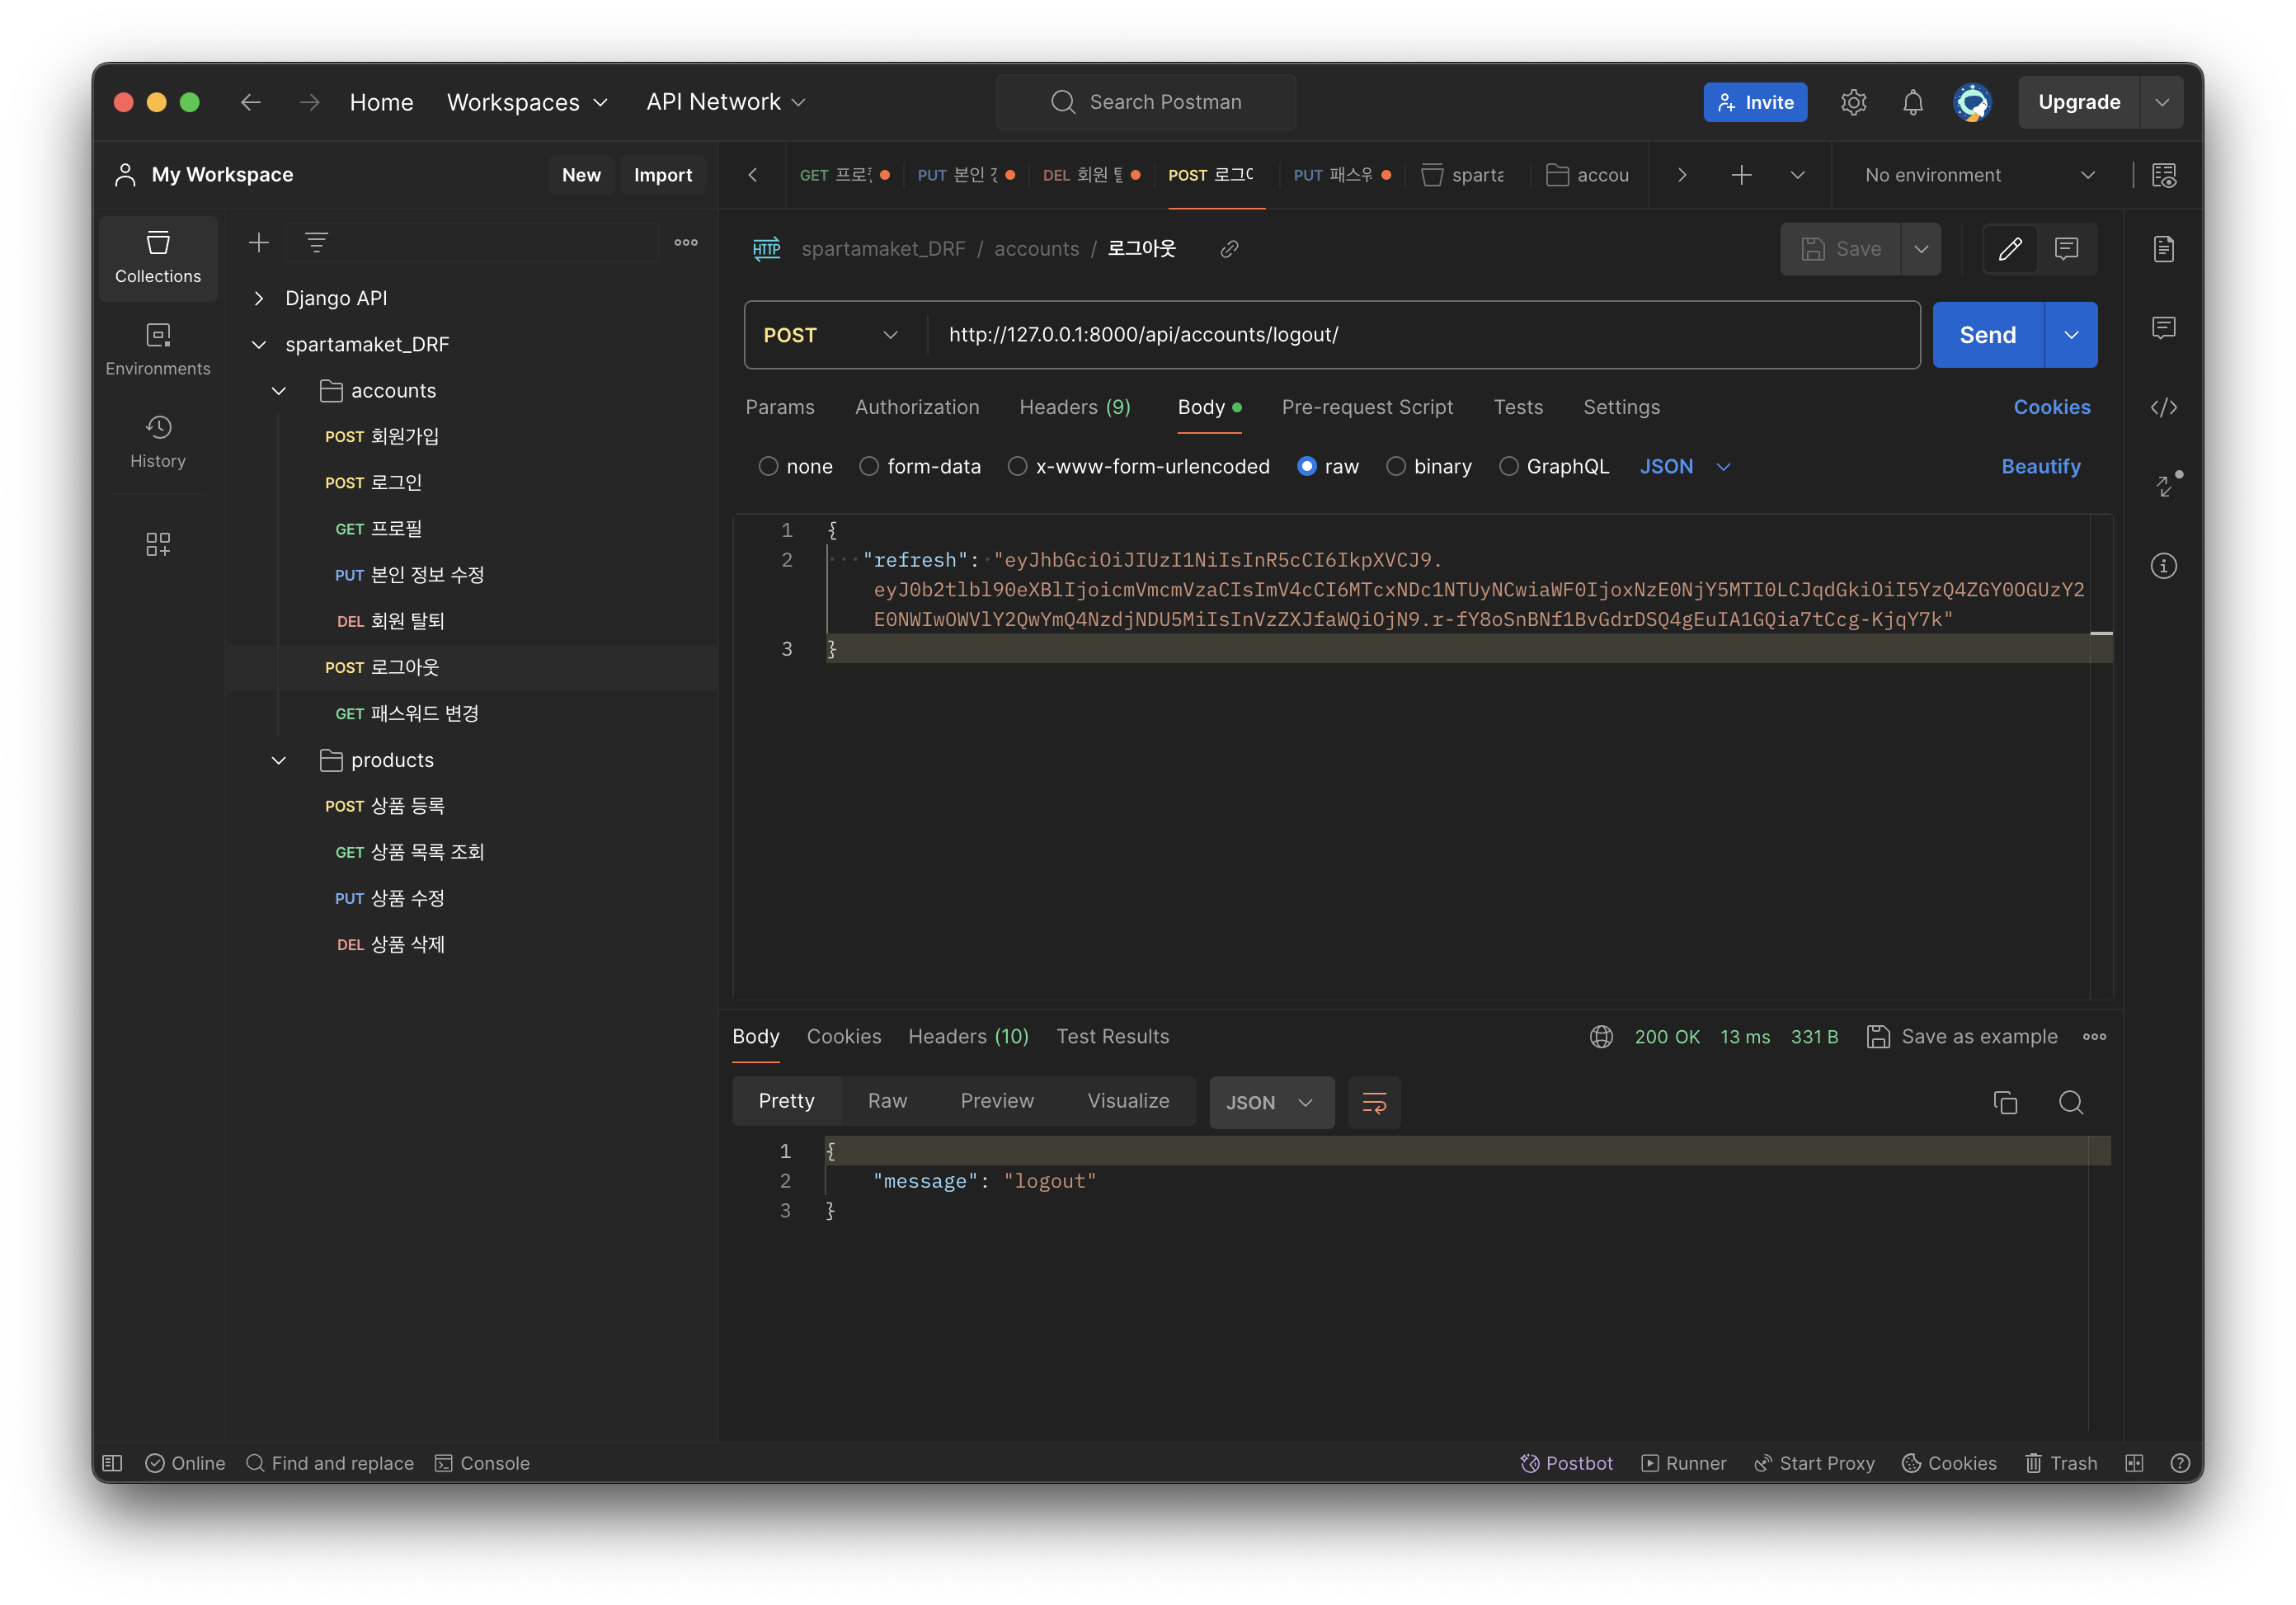 Home Workspaces API Network Search Postman Invite Upgrade
My Workspace New Import
GET 프로필 PUT 본인 정 DEL 회원 탈 POST 로그아 PUT 패스워 sparta accou No environment
Collections
Environments
History
Django API
spartamaket_DRF
accounts
POST 회원가입
POST 로그인
GET 프로필
PUT 본인 정보 수정
DEL 회원 탈퇴
POST 로그아웃
GET 패스워드 변경
products
POST 상품 등록
GET 상품 목록 조회
PUT 상품 수정
DEL 상품 삭제
HTTP spartamaket_DRF / accounts / 로그아웃 Save
POST http://127.0.0.1:8000/api/accounts/logout/ Send
Params Authorization Headers (9) Body Pre-request Script Tests Settings Cookies
none form-data x-www-form-urlencoded raw binary GraphQL JSON Beautify
1 {
2 "refresh": "eyJhbGciOiJIUzI1NiIsInR5cCI6IkpXVCJ9.
eyJ0b2tlbl90eXBlIjoicmVmcmVzaCIsImV4cCI6MTcxNDc1NTUyNCwiaWF0IjoxNzE0NjY5MTI0LCJqdGkiOiI5YzQ4ZGY0OGUzY2
E0NWIwOWVlY2QwYmQ4NzdjNDU5MiIsInVzZXJfaWQiOjN9.r-fY8oSnBNf1BvGdrDSQ4gEuIA1GQia7tCcg-KjqY7k"
3 }
Body Cookies Headers (10) Test Results 200 OK 13 ms 331 B Save as example
Pretty Raw Preview Visualize JSON
1 {
2 "message": "logout"
3 }
Online Find and replace Console Postbot Runner Start Proxy Cookies Trash